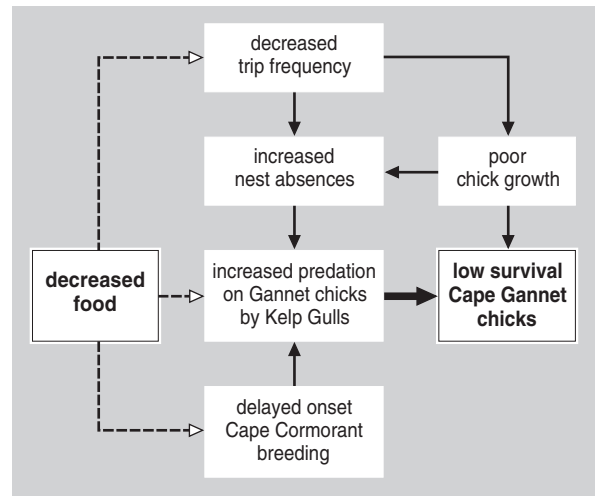 decreased
trip frequency
increased
nest absences
poor
chick growth
decreased
food
increased predation
on Gannet chicks
by Kelp Gulls
low survival
Cape Gannet
chicks
delayed onset
Cape Cormorant
breeding